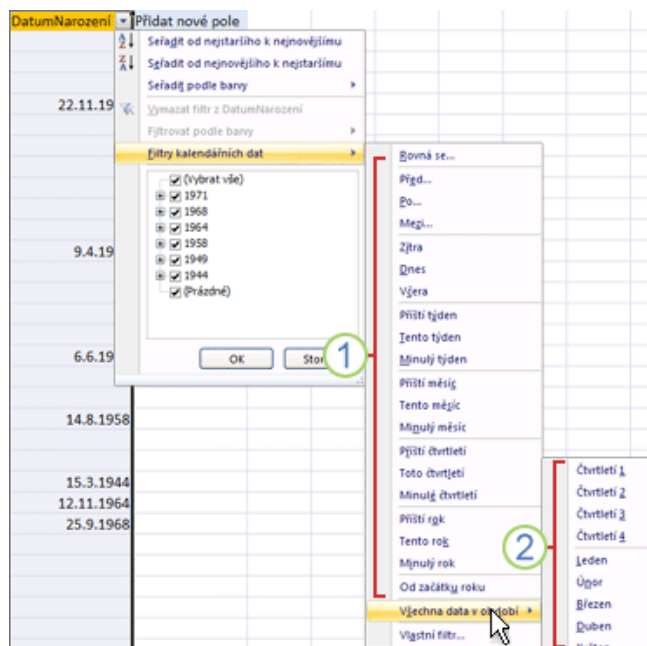 DatumNarození Přidat nové pole
Seřadit od nejstaršího k nejnovějšímu
Seřadit od nejnovějšího k nejstaršímu
Seřadit podle barvy
Vymazat filtr z DatumNarození
Filtrovat podle barvy
Filtry kalendářních dat
(Vybrat vše)
1971
1968
1964
1958
1949
1944
(Prázdné)
OK
Stor
22.11.19
9.4.19
6.6.19
14.8.1958
15.3.1944
12.11.1964
25.9.1968
1
Rovná se...
Před...
Po...
Mezi...
Zítra
Dnes
Včera
Příští týden
Tento týden
Minulý týden
Příští měsíc
Tento měsíc
Minulý měsíc
Příští čtvrtletí
Toto čtvrtletí
Minulé čtvrtletí
Příští rok
Tento rok
Minulý rok
Od začátku roku
Všechna data v období
Vlastní filtr...
2
Čtvrtletí 1
Čtvrtletí 2
Čtvrtletí 3
Čtvrtletí 4
Leden
Únor
Březen
Duben